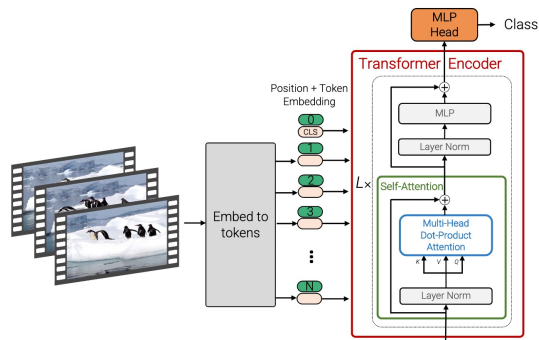 MLP
Head
Class
Transformer Encoder
Position + Token
Embedding
0
CLS
1
2
3
N
Embed to
tokens
L×
MLP
Layer Norm
Self-Attention
Multi-Head
Dot-Product
Attention
K V Q
Layer Norm